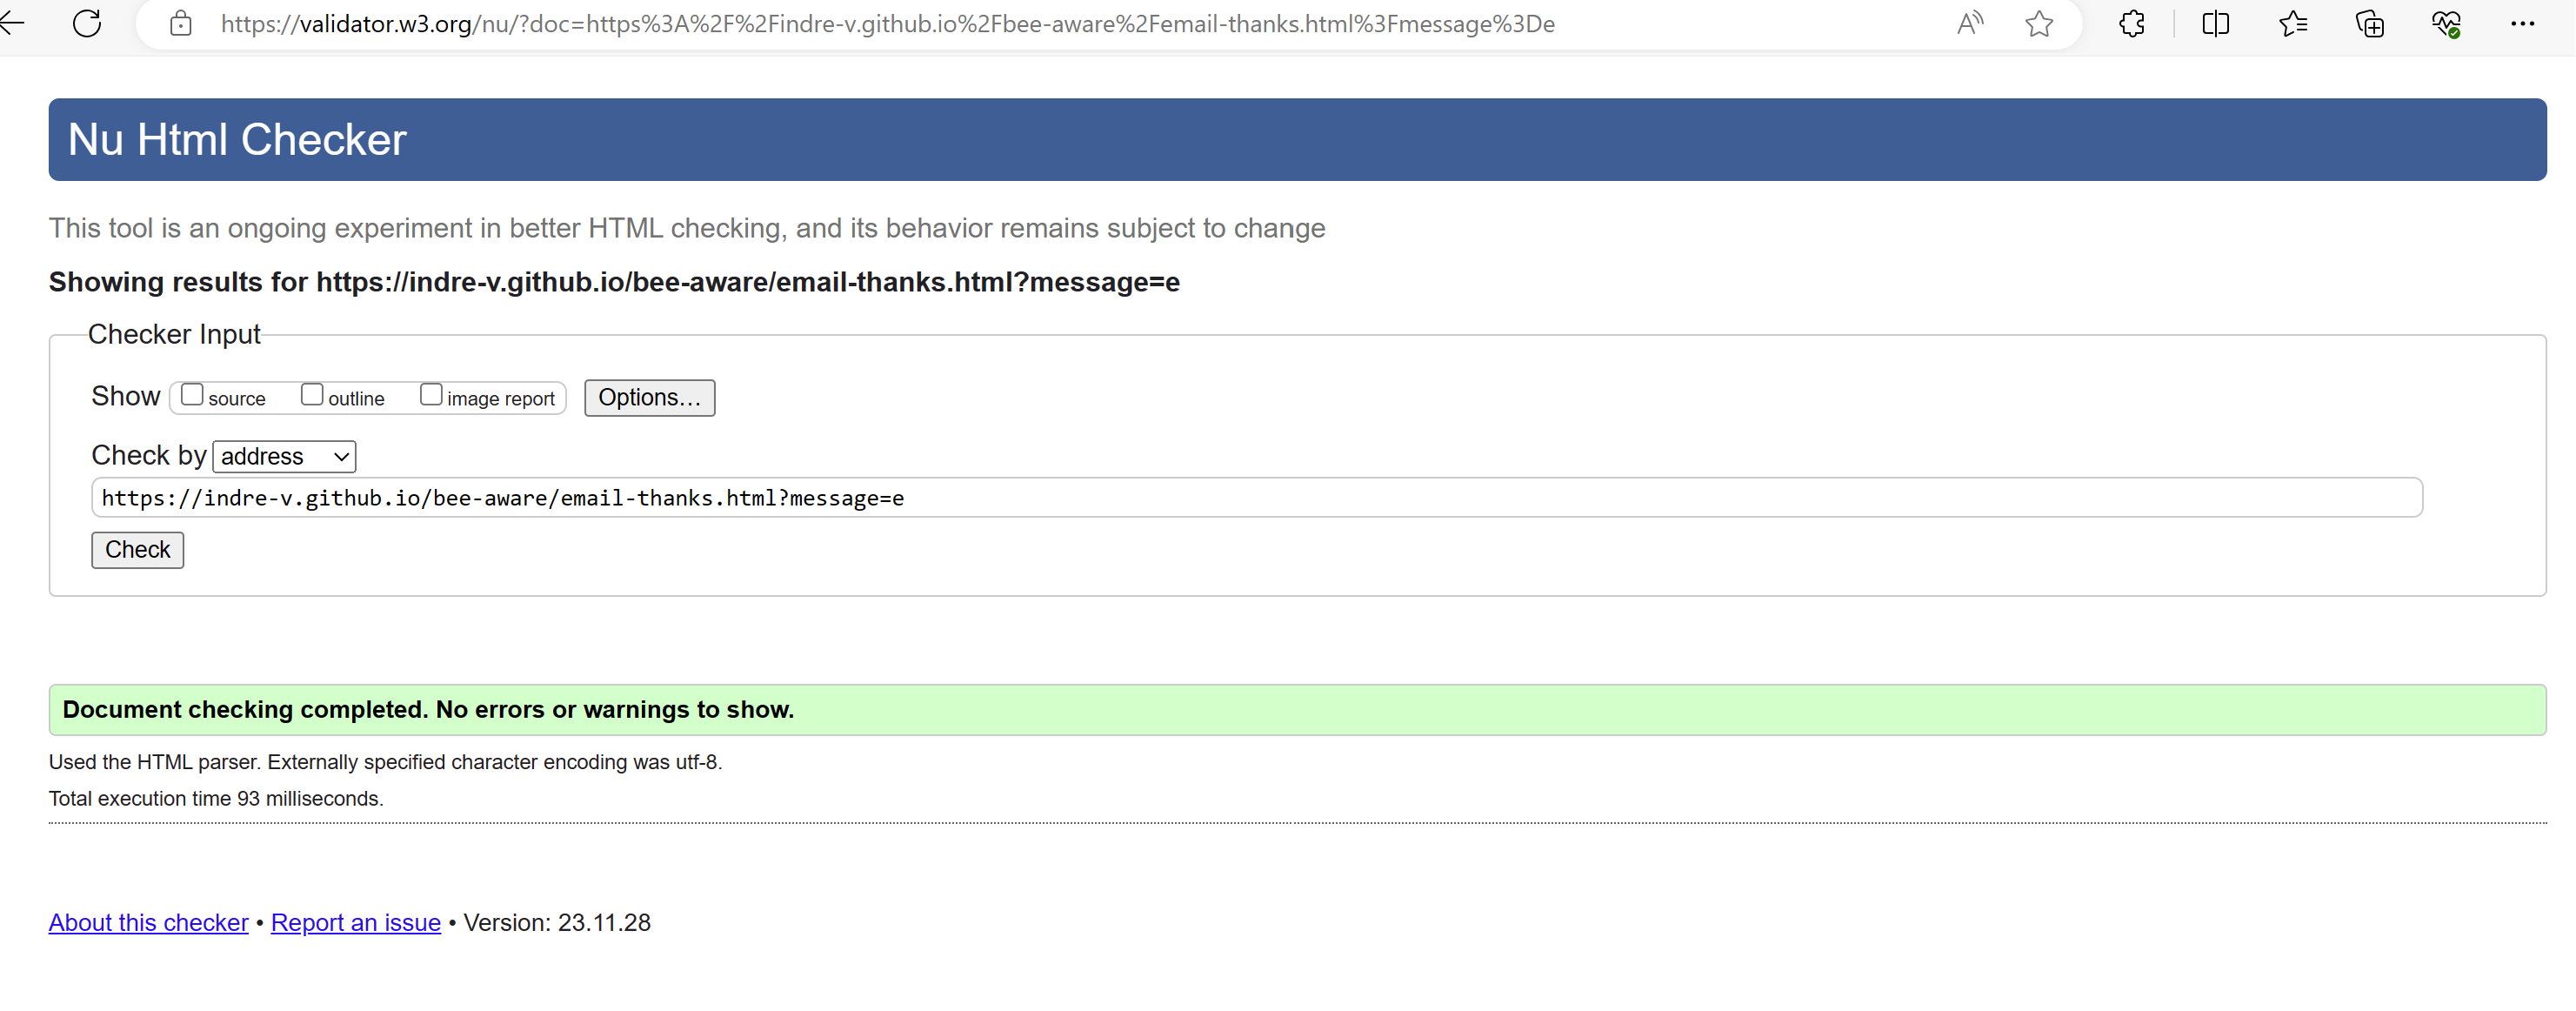 https://validator.w3.org/nu/?doc=https%3A%2F%2Findre-v.github.io%2Fbee-aware%2Femail-thanks.html%3Fmessage%3De
Nu Html Checker
This tool is an ongoing experiment in better HTML checking, and its behavior remains subject to change
Showing results for https://indre-v.github.io/bee-aware/email-thanks.html?message=e
Checker Input
Show source outline image report Options...
Check by address
https://indre-v.github.io/bee-aware/email-thanks.html?message=e
Check
Document checking completed. No errors or warnings to show.
Used the HTML parser. Externally specified character encoding was utf-8.
Total execution time 93 milliseconds.
About this checker • Report an issue • Version: 23.11.28